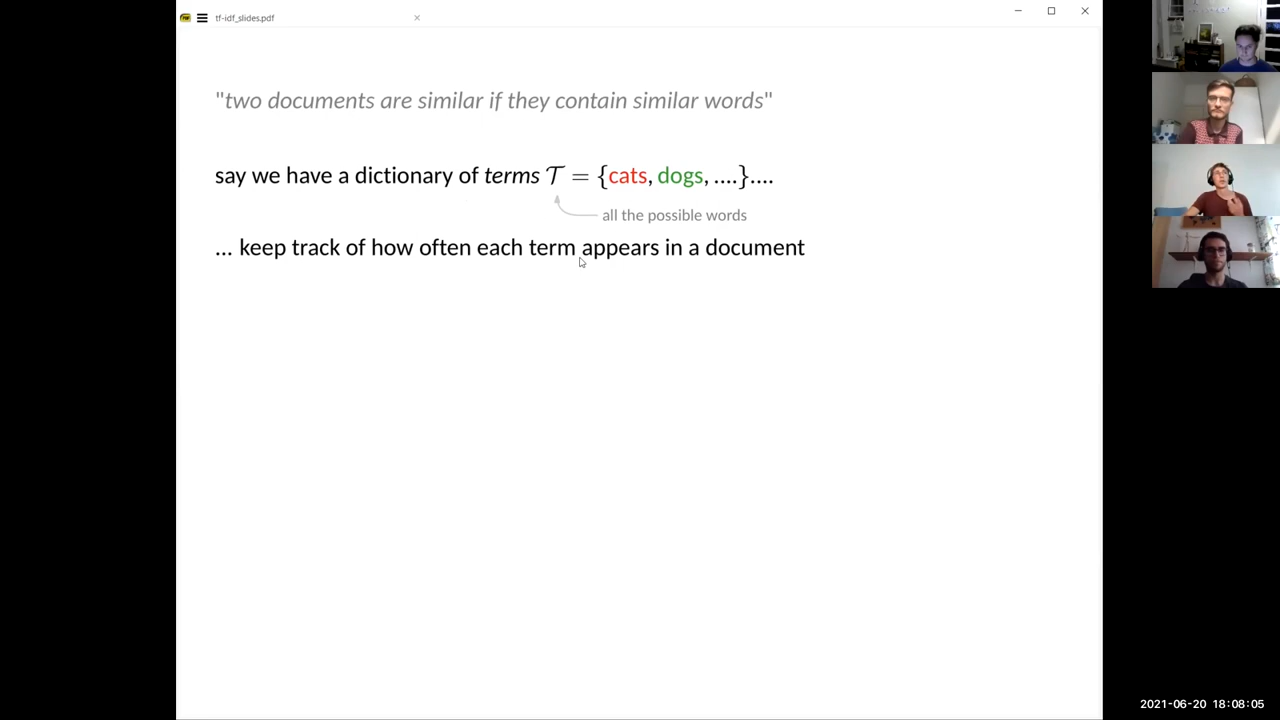 tf-idf_slides.pdf
"two documents are similar if they contain similar words"
say we have a dictionary of terms 𝒯 = {cats, dogs, ....}....
all the possible words
... keep track of how often each term appears in a document
2021-06-20 18:08:05